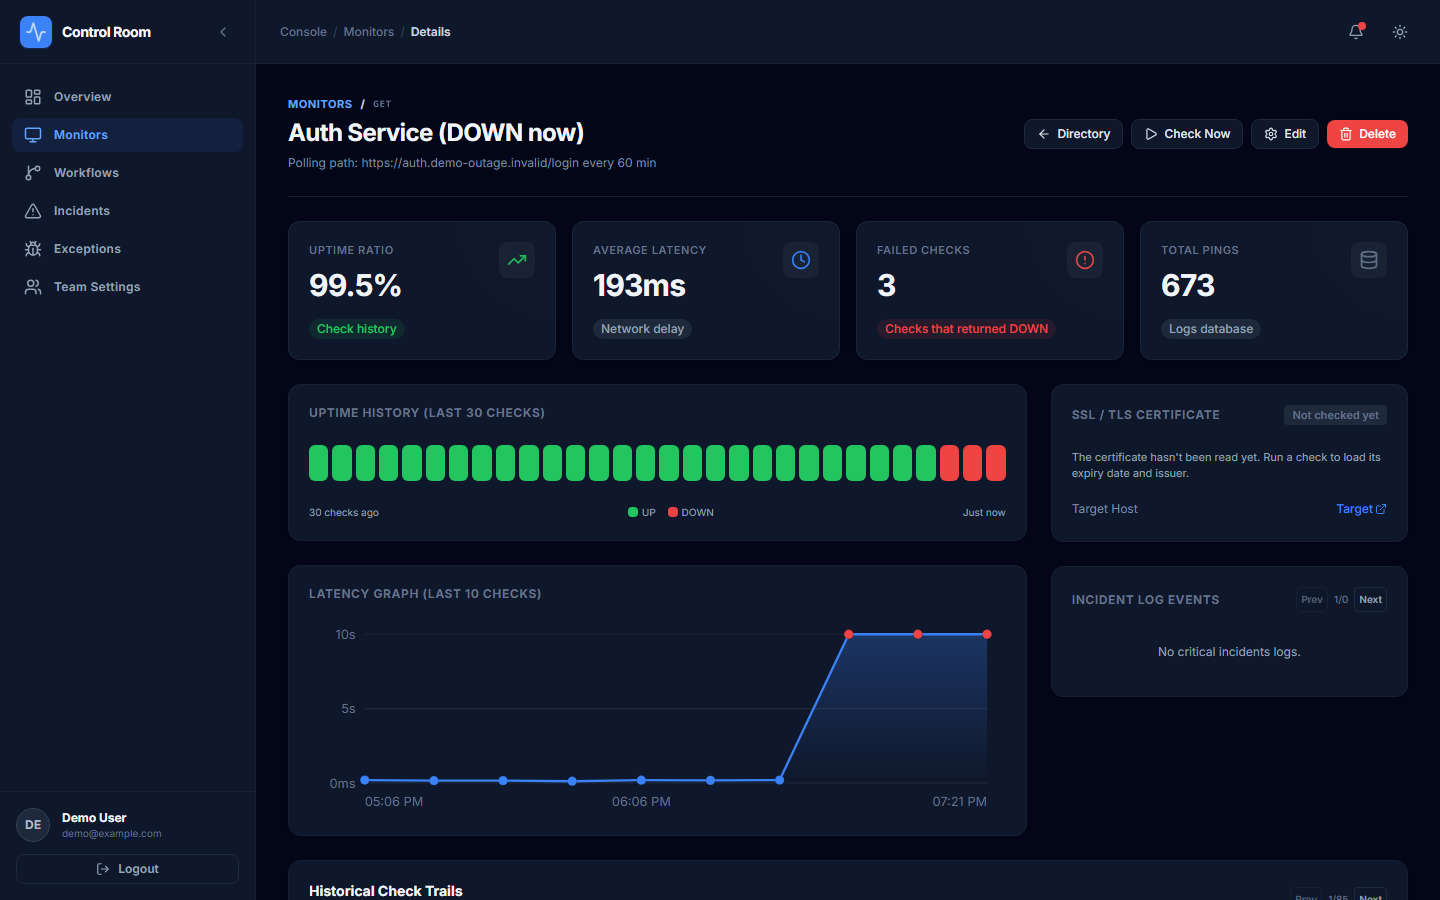 Control Room
Console / Monitors / Details
Overview
Monitors
Workflows
Incidents
Exceptions
Team Settings
DE
Demo User
demo@example.com
Logout
MONITORS / GET
Auth Service (DOWN now)
Polling path: https://auth.demo-outage.invalid/login every 60 min
Directory
Check Now
Edit
Delete
UPTIME RATIO
99.5%
Check history
AVERAGE LATENCY
193ms
Network delay
FAILED CHECKS
3
Checks that returned DOWN
TOTAL PINGS
673
Logs database
UPTIME HISTORY (LAST 30 CHECKS)
30 checks ago
UP
DOWN
Just now
SSL / TLS CERTIFICATE
Not checked yet
The certificate hasn't been read yet. Run a check to load its
expiry date and issuer.
Target Host
Target
LATENCY GRAPH (LAST 10 CHECKS)
10s
5s
0ms
05:06 PM
06:06 PM
07:21 PM
INCIDENT LOG EVENTS
Prev 1/0 Next
No critical incidents logs.
Historical Check Trails
Prev 1/85 Next